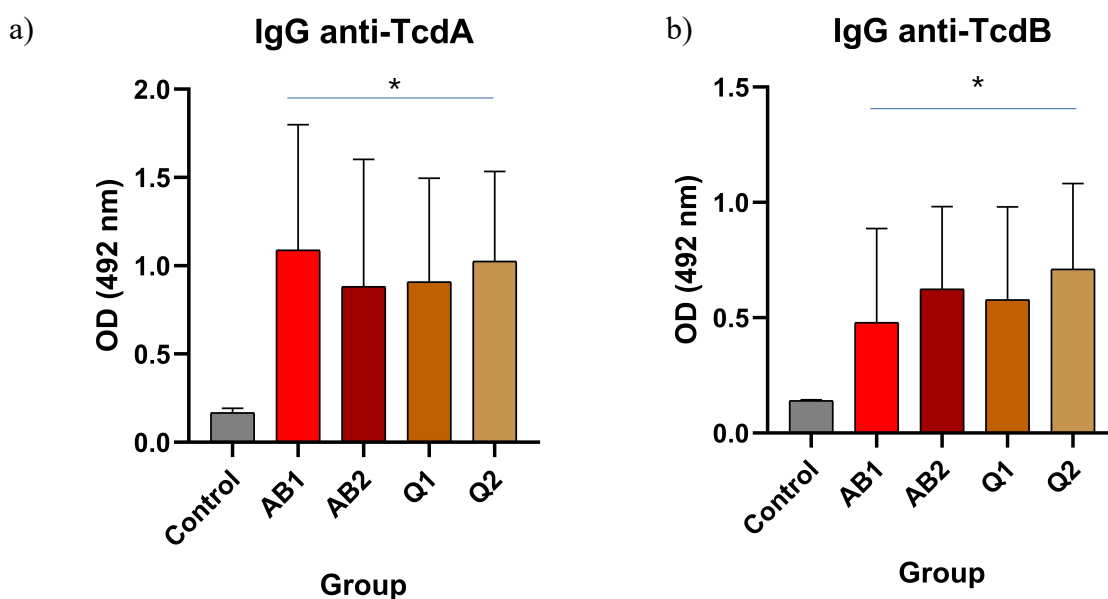 a)
IgG anti-TcdA
*
2.0
1.5
1.0
0.5
0.0
OD (492 nm)
Control
AB1
AB2
Q1
Q2
Group
b)
IgG anti-TcdB
*
1.5
1.0
0.5
0.0
OD (492 nm)
Control
AB1
AB2
Q1
Q2
Group